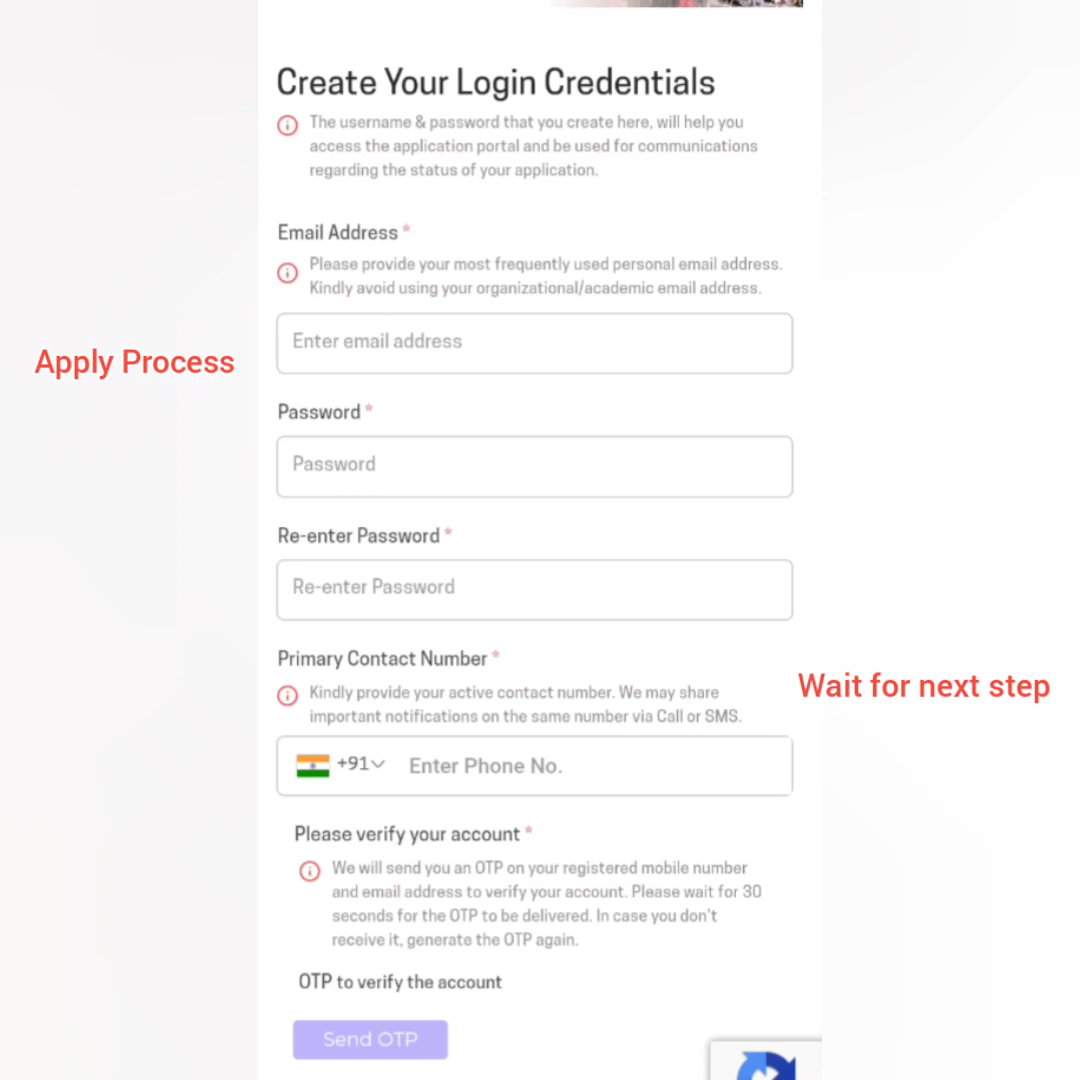 Create Your Login Credentials
The username & password that you create here, will help you
access the application portal and be used for communications
regarding the status of your application.
Email Address *
Please provide your most frequently used personal email address.
Kindly avoid using your organizational/academic email address.
Enter email address
Apply Process
Password *
Password
Re-enter Password *
Re-enter Password
Primary Contact Number *
Kindly provide your active contact number. We may share
important notifications on the same number via Call or SMS.
Wait for next step
+91 Enter Phone No.
Please verify your account *
We will send you an OTP on your registered mobile number
and email address to verify your account. Please wait for 30
seconds for the OTP to be delivered. In case you don't
receive it, generate the OTP again.
OTP to verify the account
Send OTP